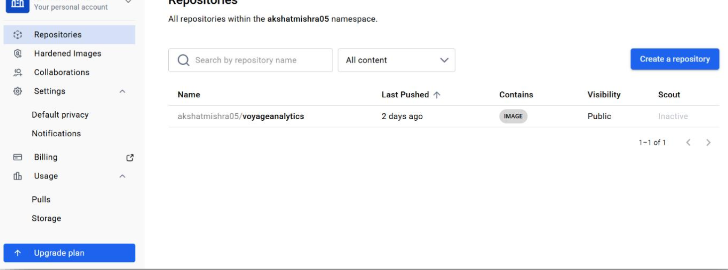 Your personal account
Repositories
Hardened Images
Collaborations
Settings
Default privacy
Notifications
Billing
Usage
Pulls
Storage
Upgrade plan
Repositories
All repositories within the akshatmishra05 namespace.
Search by repository name
All content
Create a repository
Name Last Pushed Contains Visibility Scout
akshatmishra05/voyageanalytics 2 days ago IMAGE Public Inactive
1–1 of 1